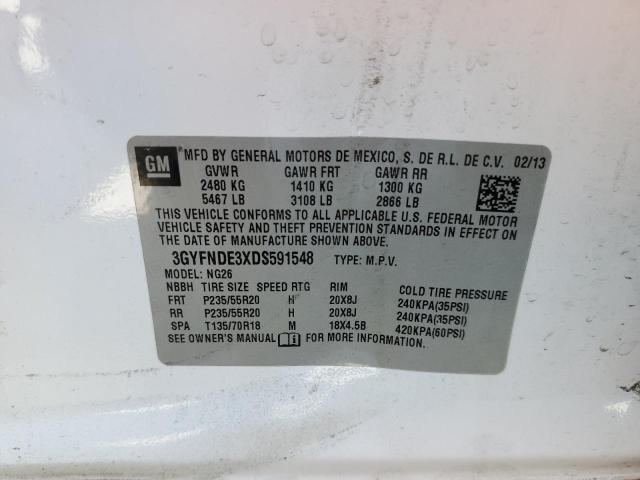 GM MFD BY GENERAL MOTORS DE MEXICO, S. DE R.L. DE C.V. 02/13
GVWR GAWR FRT GAWR RR
2480 KG 1410 KG 1300 KG
5467 LB 3108 LB 2866 LB
THIS VEHICLE CONFORMS TO ALL APPLICABLE U.S. FEDERAL MOTOR
VEHICLE SAFETY AND THEFT PREVENTION STANDARDS IN EFFECT ON
THE DATE OF MANUFACTURE SHOWN ABOVE.
3GYFNDE3XDS591548 TYPE: M.P.V.
MODEL: NG26
NBBH TIRE SIZE SPEED RTG RIM COLD TIRE PRESSURE
FRT P235/55R20 H 20X8J 240KPA(35PSI)
RR P235/55R20 H 20X8J 240KPA(35PSI)
SPA T135/70R18 M 18X4.5B 420KPA(60PSI)
SEE OWNER'S MANUAL FOR MORE INFORMATION.